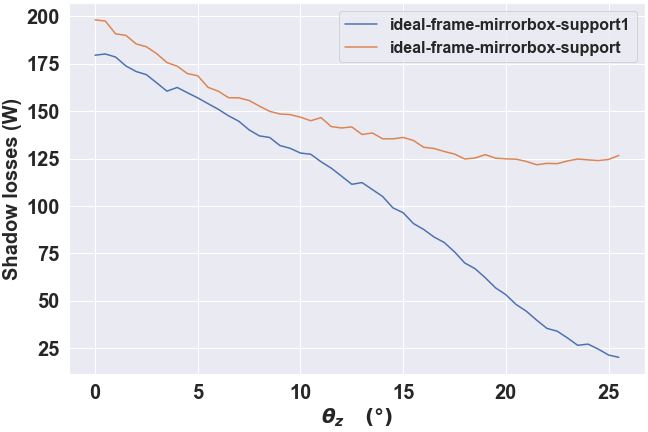 200
175
150
125
100
75
50
25
Shadow losses (W)
ideal-frame-mirrorbox-support1
ideal-frame-mirrorbox-support
0 5 10 15 20 25
θz (°)